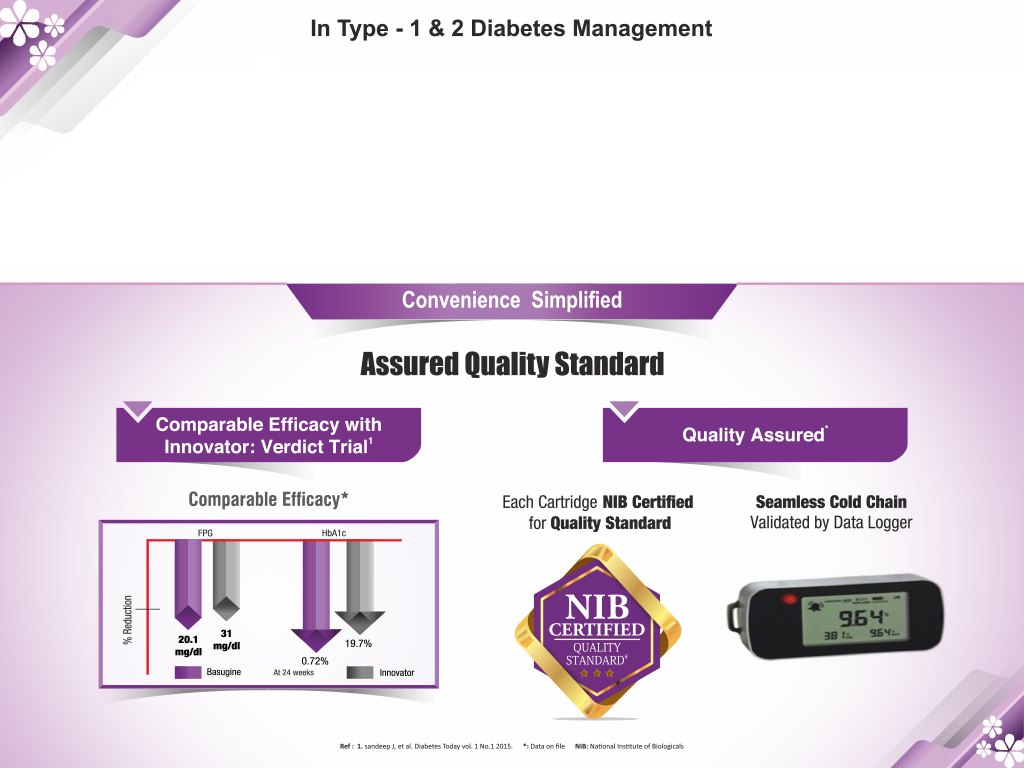 In Type - 1 & 2 Diabetes Management
Convenience Simplified
Assured Quality Standard
Comparable Efficacy with
Innovator: Verdict Trial¹
Quality Assured*
Comparable Efficacy*
Each Cartridge NIB Certified
for Quality Standard
Seamless Cold Chain
Validated by Data Logger
FPG
HbA1c
% Reduction
20.1
mg/dl
31
mg/dl
0.72%
19.7%
Basugine
At 24 weeks
Innovator
NIB
CERTIFIED
QUALITY
STANDARD#
9.64
381
9.64
Ref : 1. sandeep J, et al. Diabetes Today vol. 1 No.1 2015. *: Data on file NIB: National Institute of Biologicals